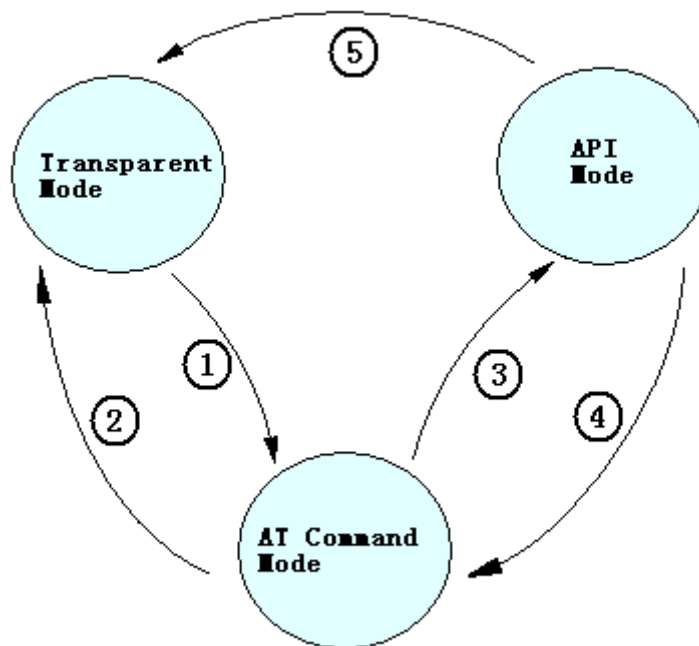 ⑤
Transparent
Mode
API
Mode
①
③
②
④
AT Command
Mode